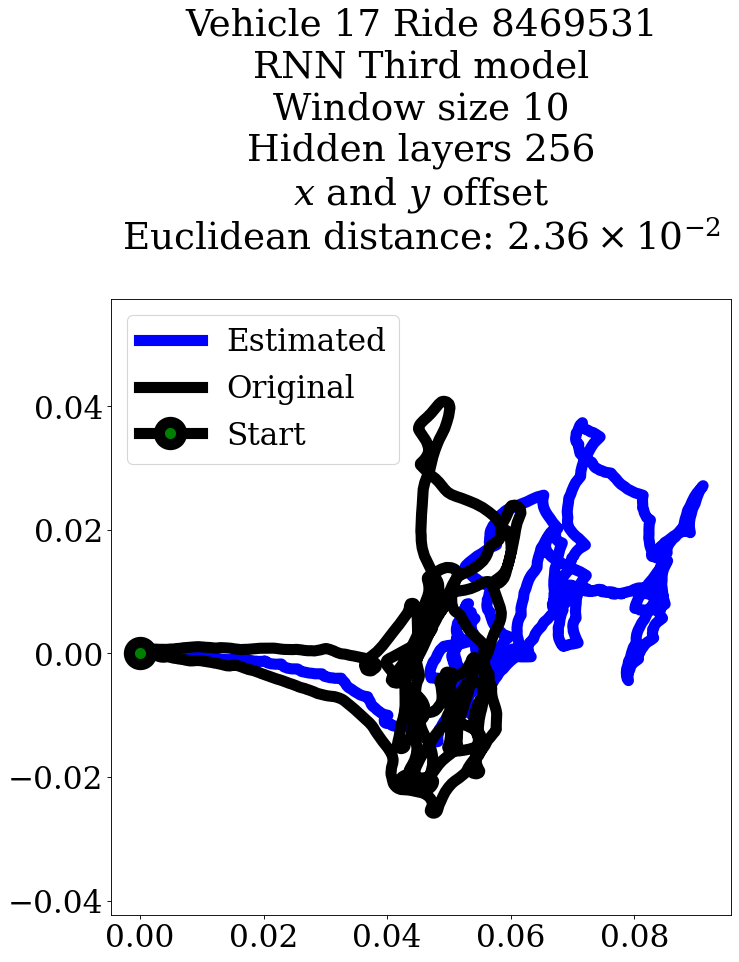 Vehicle 17 Ride 8469531
RNN Third model
Window size 10
Hidden layers 256
x and y offset
Euclidean distance: 2.36 × 10⁻²
Estimated
Original
Start
0.04
0.02
0.00
−0.02
−0.04
0.00 0.02 0.04 0.06 0.08